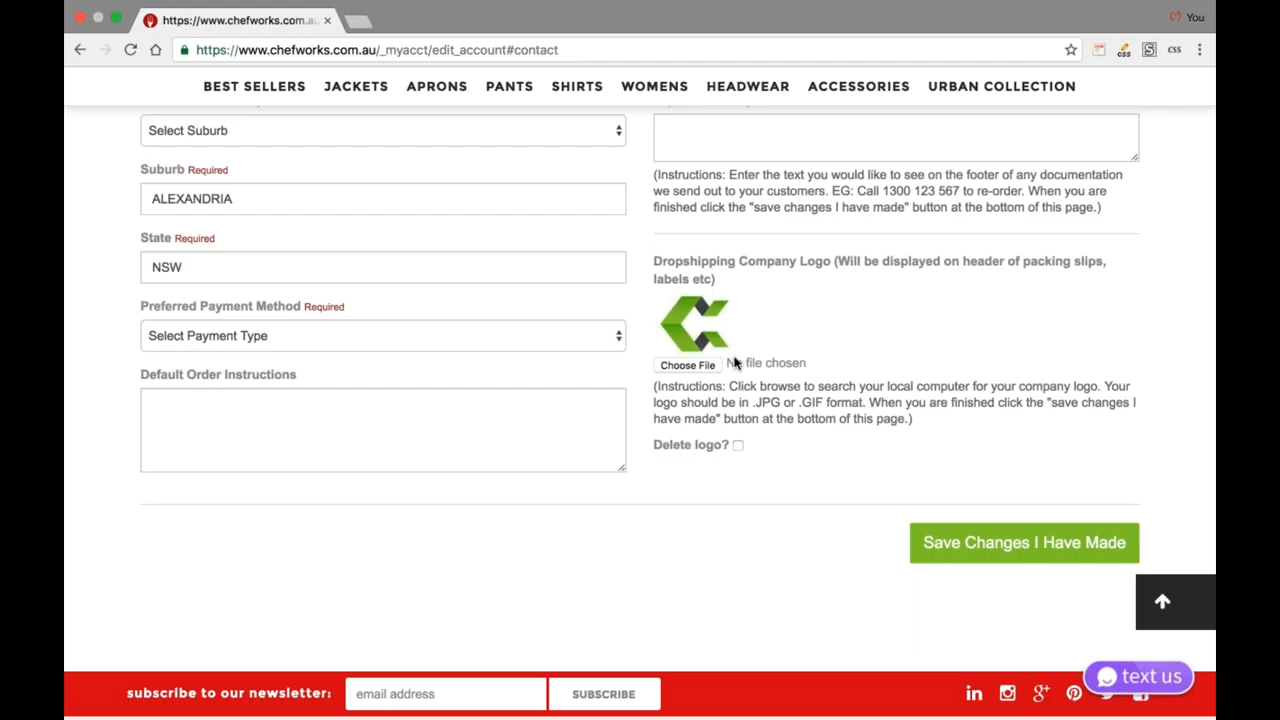 https://www.chefworks.com.au
You
https://www.chefworks.com.au/_myacct/edit_account#contact
CSS
S
CSS
BEST SELLERS JACKETS APRONS PANTS SHIRTS WOMENS HEADWEAR ACCESSORIES URBAN COLLECTION
Select Suburb
Suburb Required
ALEXANDRIA
State Required
NSW
Preferred Payment Method Required
Select Payment Type
Default Order Instructions
(Instructions: Enter the text you would like to see on the footer of any documentation
we send out to your customers. EG: Call 1300 123 567 to re-order. When you are
finished click the "save changes I have made" button at the bottom of this page.)
Dropshipping Company Logo (Will be displayed on header of packing slips,
labels etc)
Choose File No file chosen
(Instructions: Click browse to search your local computer for your company logo. Your
logo should be in .JPG or .GIF format. When you are finished click the "save changes I
have made" button at the bottom of this page.)
Delete logo?
Save Changes I Have Made
text us
subscribe to our newsletter: email address SUBSCRIBE